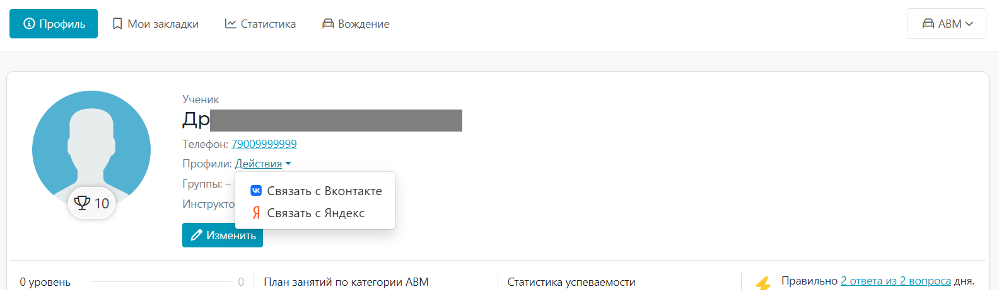 Профиль Мои закладки Статистика Вождение ABM
Ученик
Др
Телефон: 79009999999
Профили: Действия
Группы: –
Связать с Вконтакте
Инструкто
Связать с Яндекс
10
Изменить
0 уровень 0 План занятий по категории ABM Статистика успеваемости Правильно 2 ответа из 2 вопроса дня.